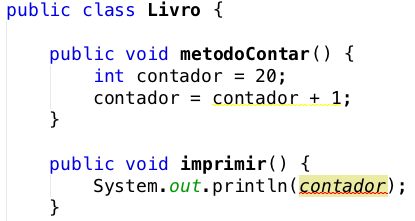 public class Livro {
public void metodoContar() {
int contador = 20;
contador = contador + 1;
}
public void imprimir() {
System.out.println(contador);
}